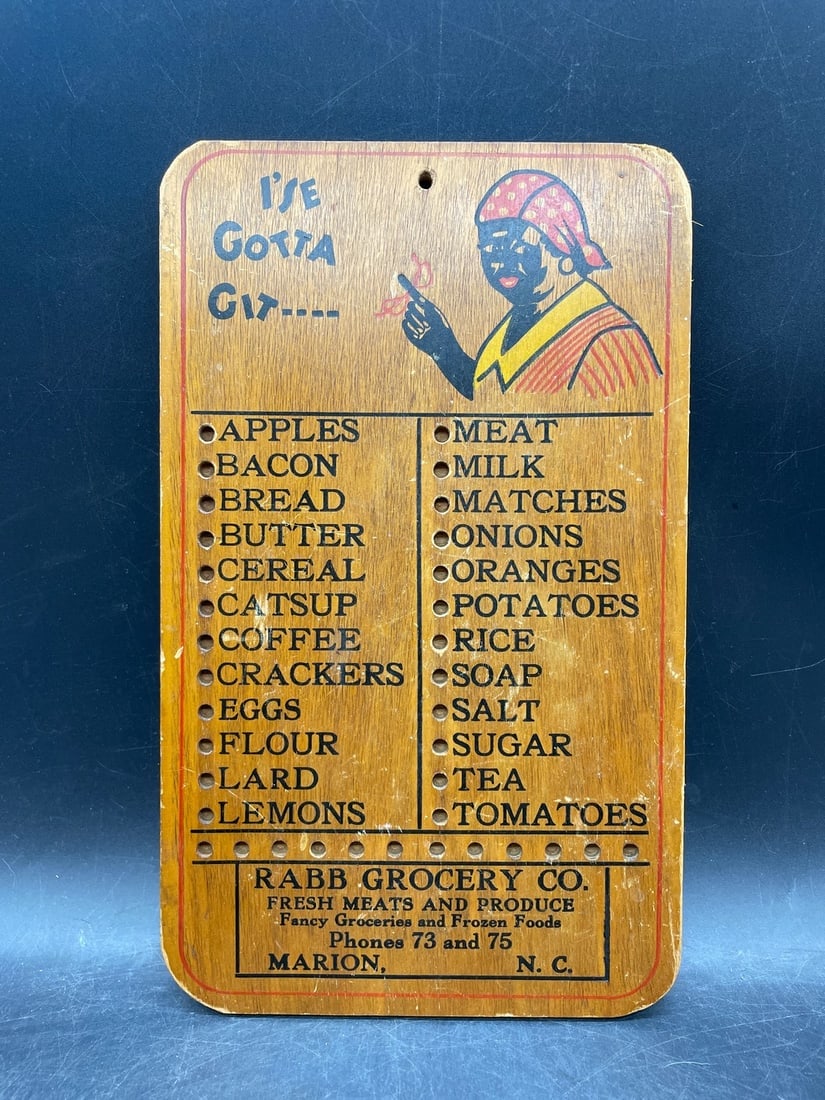 I'SE
GOTTA
GIT----
APPLES
BACON
BREAD
BUTTER
CEREAL
CATSUP
COFFEE
CRACKERS
EGGS
FLOUR
LARD
LEMONS
MEAT
MILK
MATCHES
ONIONS
ORANGES
POTATOES
RICE
SOAP
SALT
SUGAR
TEA
TOMATOES
RABB GROCERY CO.
FRESH MEATS AND PRODUCE
Fancy Groceries and Frozen Foods
Phones 73 and 75
MARION, N. C.